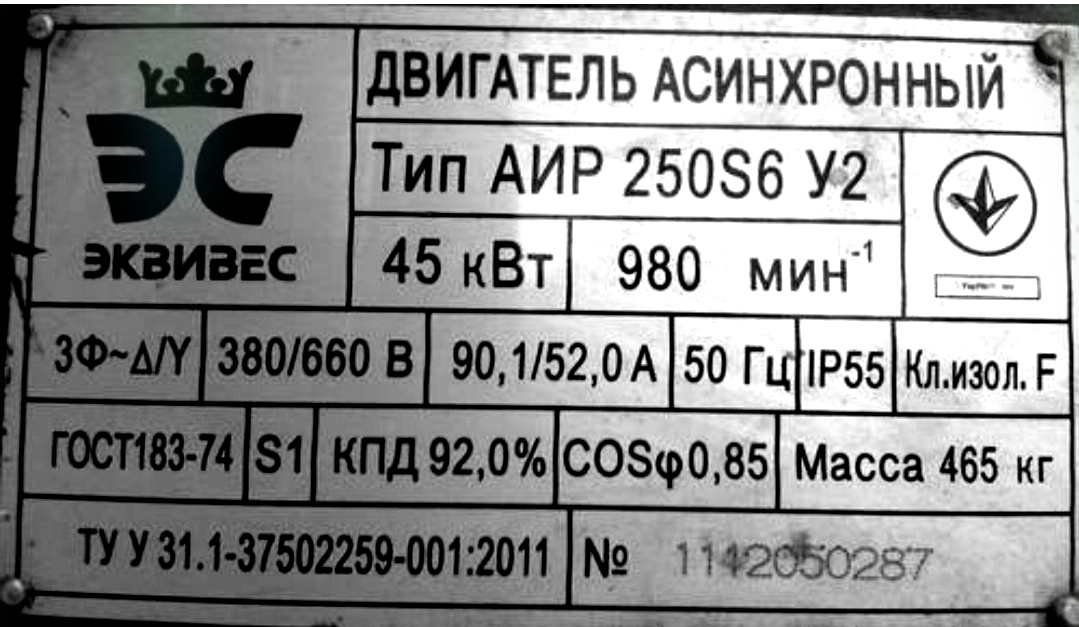 ЭС
ЭКВИВЕС
ДВИГАТЕЛЬ АСИНХРОННЫЙ
Тип АИР 250S6 У2
45 кВт 980 мин⁻¹
3Ф~Δ/Y 380/660 В 90,1/52,0 А 50 Гц IP55 Кл.изол. F
ГОСТ183-74 S1 КПД 92,0% COSφ0,85 Масса 465 кг
ТУ У 31.1-37502259-001:2011 № 1142050287